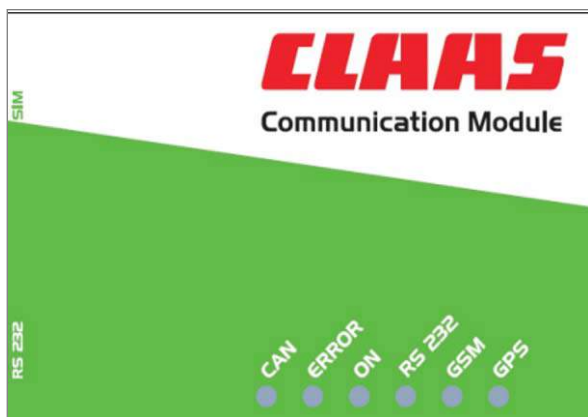 CLAAS
Communication Module
SIM
RS 232
CAN
ERROR
ON
RS 232
GSM
GPS